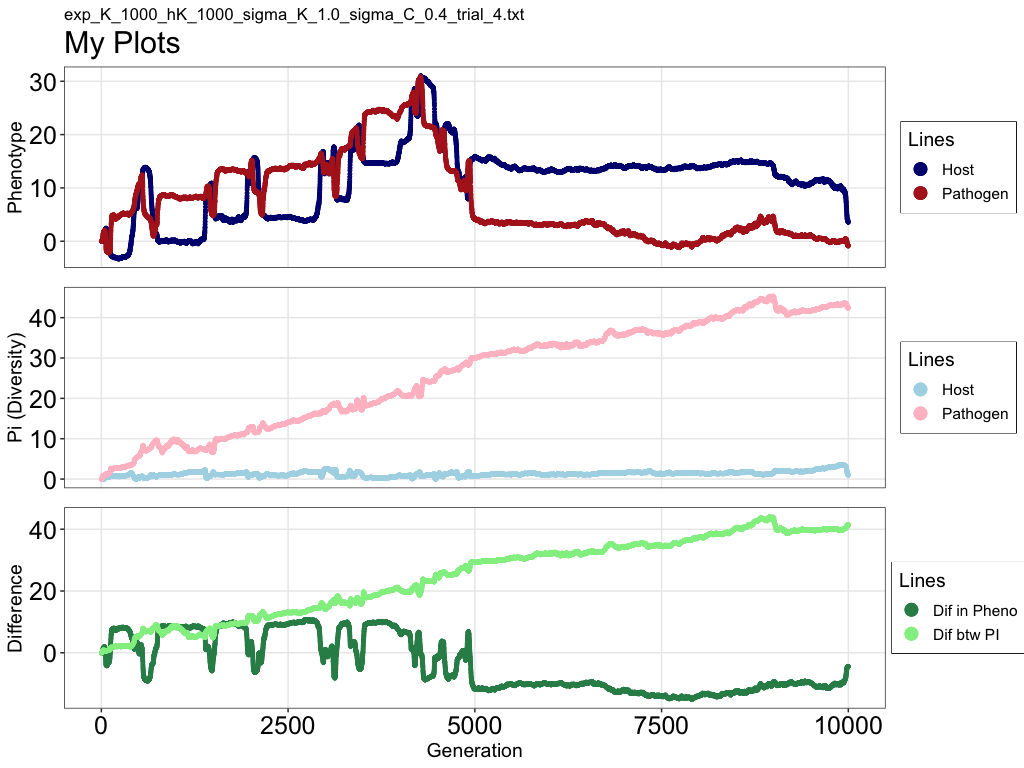 exp_K_1000_hK_1000_sigma_K_1.0_sigma_C_0.4_trial_4.txt
My Plots
Phenotype
30
20
10
0
Lines
Host
Pathogen
Pi (Diversity)
40
30
20
10
0
Lines
Host
Pathogen
Difference
40
20
0
Lines
Dif in Pheno
Dif btw PI
0
2500
5000
7500
10000
Generation